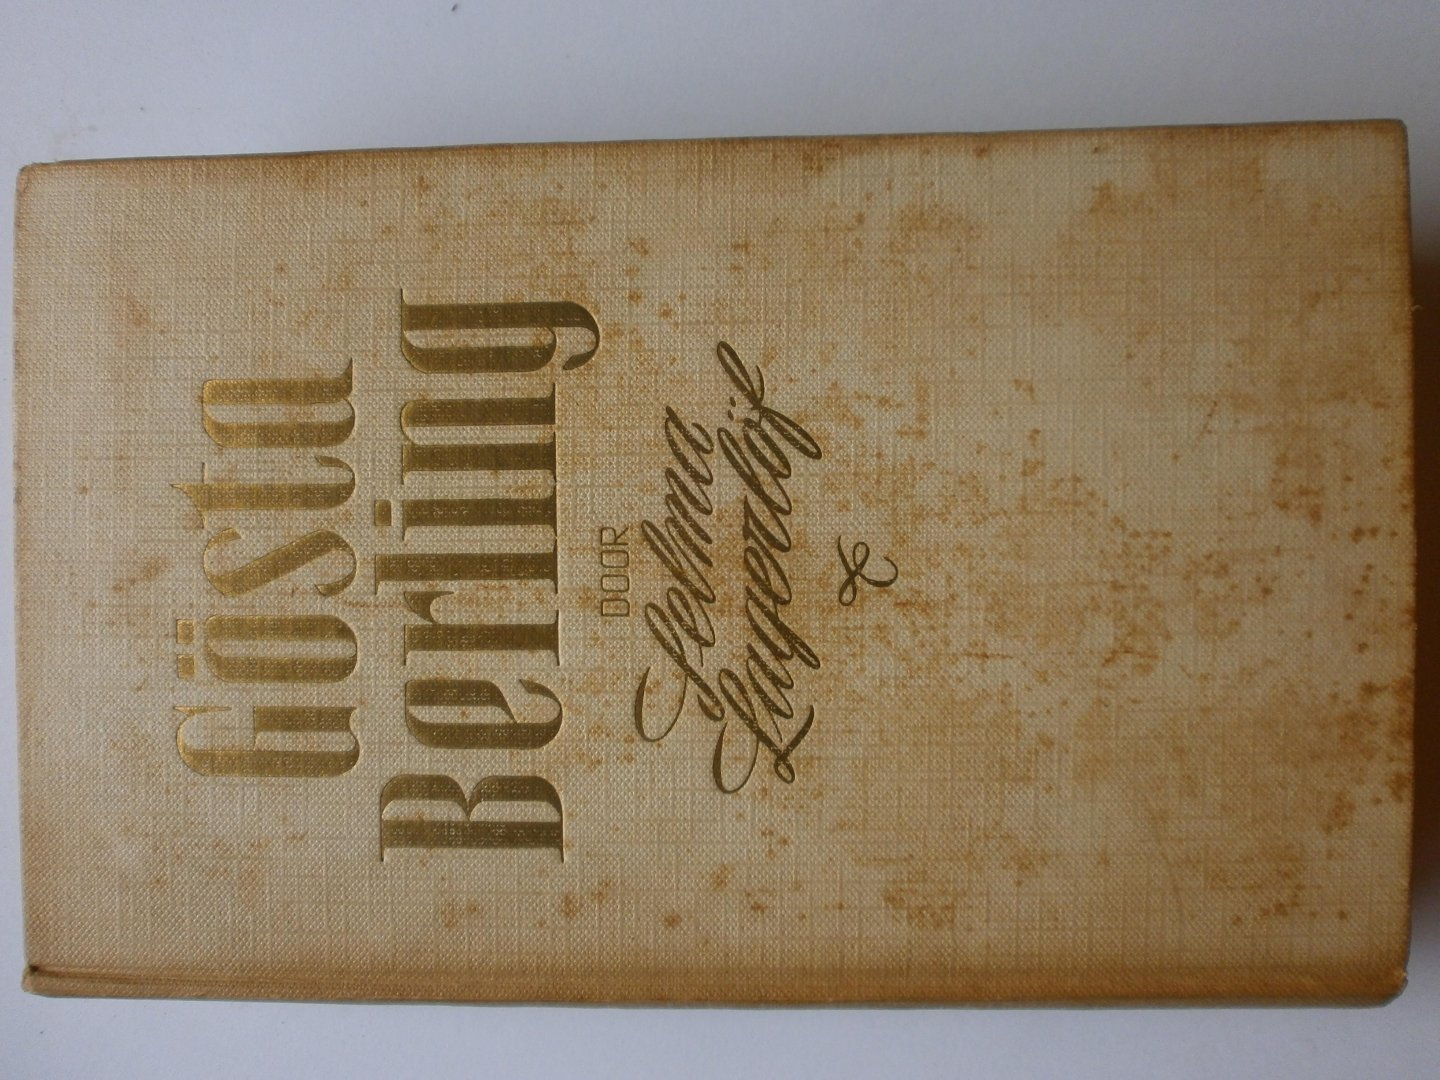 Gösta
Berling
DOOR
Selma
Lagerlöf